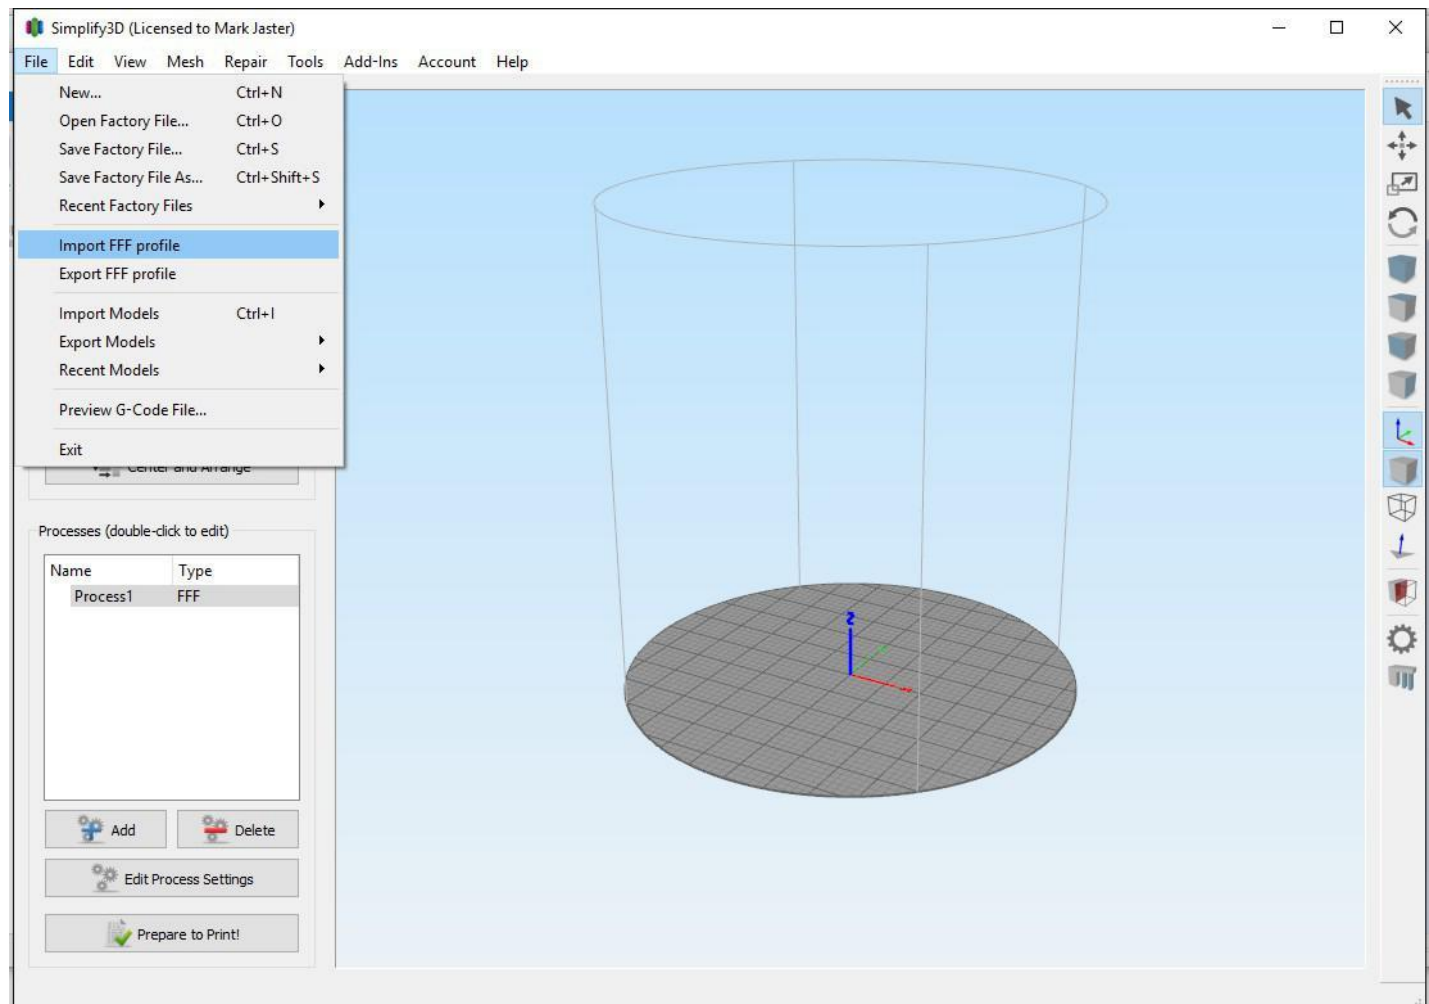 Simplify3D (Licensed to Mark Jaster)
File Edit View Mesh Repair Tools Add-Ins Account Help
New... Ctrl+N
Open Factory File... Ctrl+O
Save Factory File... Ctrl+S
Save Factory File As... Ctrl+Shift+S
Recent Factory Files
Import FFF profile
Export FFF profile
Import Models Ctrl+I
Export Models
Recent Models
Preview G-Code File...
Exit
Center and Arrange
Processes (double-click to edit)
Name Type
Process1 FFF
Add Delete
Edit Process Settings
Prepare to Print!